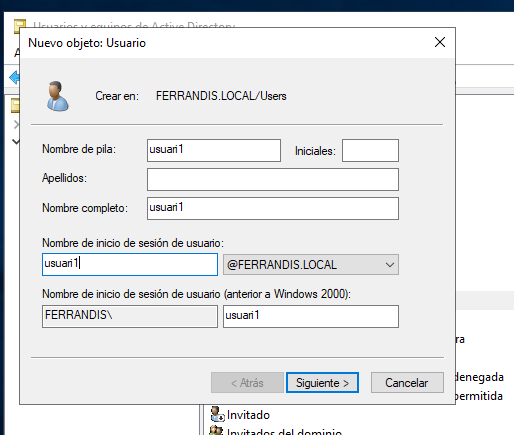 Usuarios y equipos de Active Directory
Nuevo objeto: Usuario
Crear en: FERRANDIS.LOCAL/Users
Nombre de pila: usuari1 Iniciales:
Apellidos:
Nombre completo: usuari1
Nombre de inicio de sesión de usuario:
usuari1 @FERRANDIS.LOCAL
Nombre de inicio de sesión de usuario (anterior a Windows 2000):
FERRANDIS\ usuari1
denegada
< Atrás Siguiente > Cancelar
permitida
Invitado
Invitados del dominio